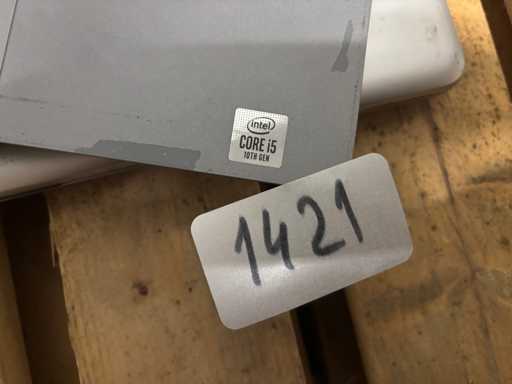 intel
CORE i5
10TH GEN
1421